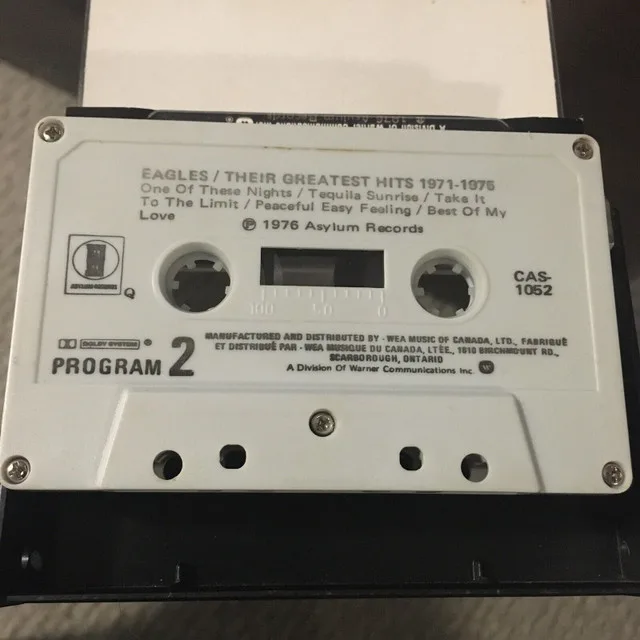 EAGLES / THEIR GREATEST HITS 1971-1975
One Of These Nights / Tequila Sunrise / Take It
To The Limit / Peaceful Easy Feeling / Best Of My
Love
℗ 1976 Asylum Records
ASYLUM RECORDS
Q
CAS-
1052
100 50 0
DOLBY SYSTEM ®
PROGRAM 2
MANUFACTURED AND DISTRIBUTED BY - WEA MUSIC OF CANADA, LTD., FABRIQUÉ
ET DISTRIBUÉ PAR - WEA MUSIQUE DU CANADA, LTÉE., 1810 BIRCHMOUNT RD.,
SCARBOROUGH, ONTARIO
A Division Of Warner Communications Inc.